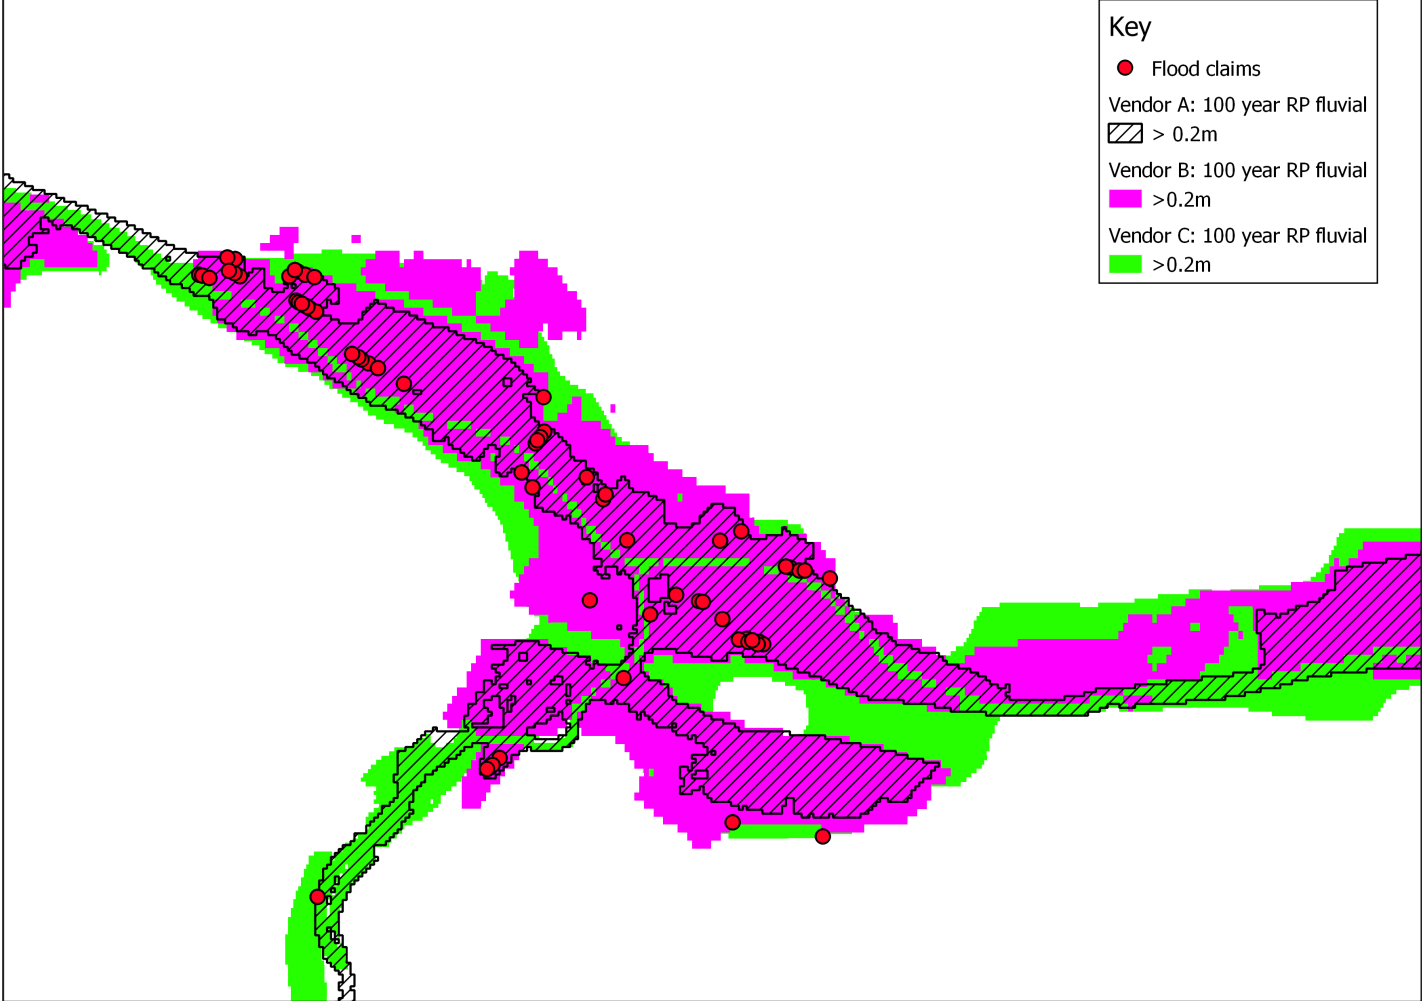 Key
Flood claims
Vendor A: 100 year RP fluvial
> 0.2m
Vendor B: 100 year RP fluvial
>0.2m
Vendor C: 100 year RP fluvial
>0.2m